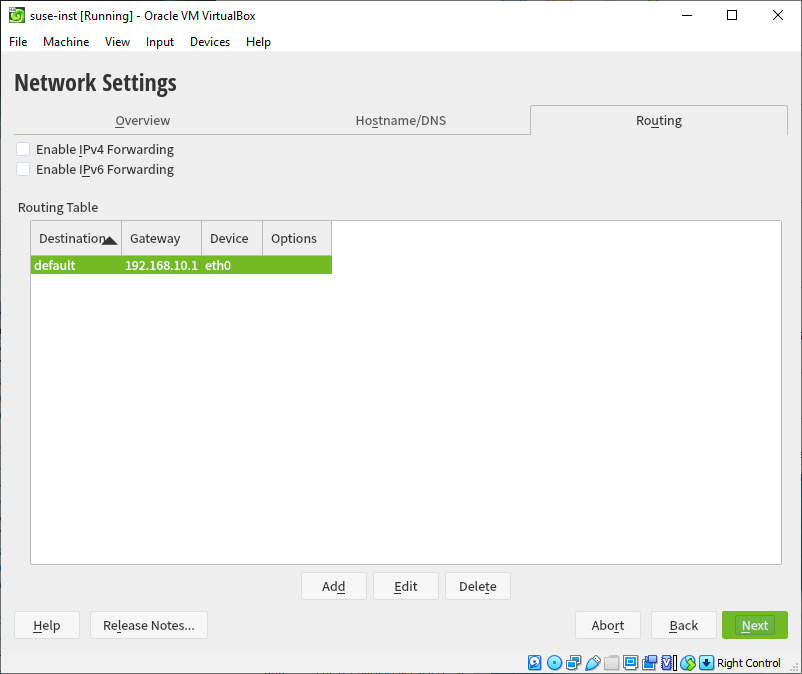 suse-inst [Running] - Oracle VM VirtualBox
File Machine View Input Devices Help
Network Settings
Overview Hostname/DNS Routing
Enable IPv4 Forwarding
Enable IPv6 Forwarding
Routing Table
Destination Gateway Device Options
default 192.168.10.1 eth0
Add Edit Delete
Help Release Notes... Abort Back Next
Right Control